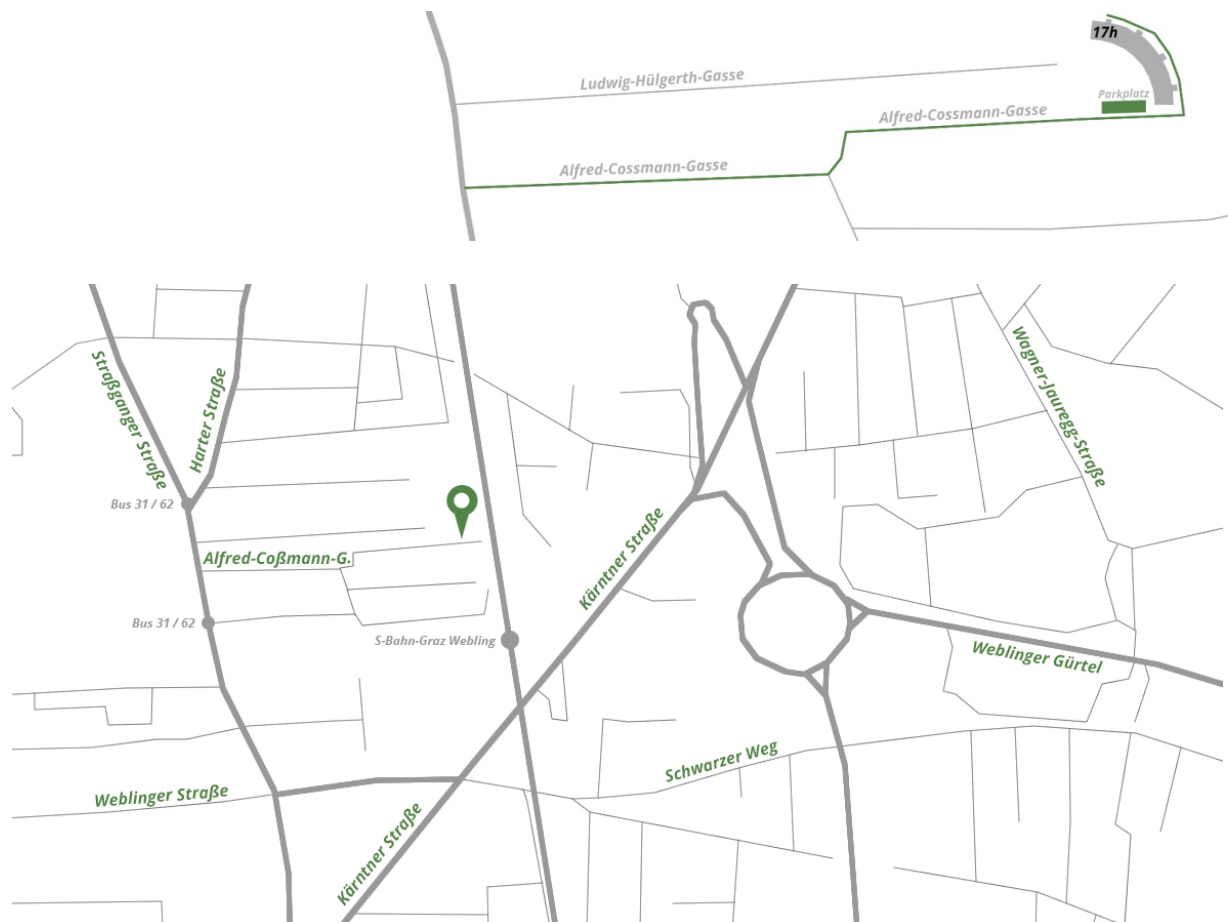 17h
Ludwig-Hülgerth-Gasse
Parkplatz
Alfred-Cossmann-Gasse
Alfred-Cossmann-Gasse
Straßganger Straße
Harter Straße
Wagner-Jauregg-Straße
Bus 31 / 62
Kärntner Straße
Alfred-Coßmann-G.
Bus 31 / 62
S-Bahn-Graz Webling
Weblinger Gürtel
Schwarzer Weg
Weblinger Straße
Kärntner Straße